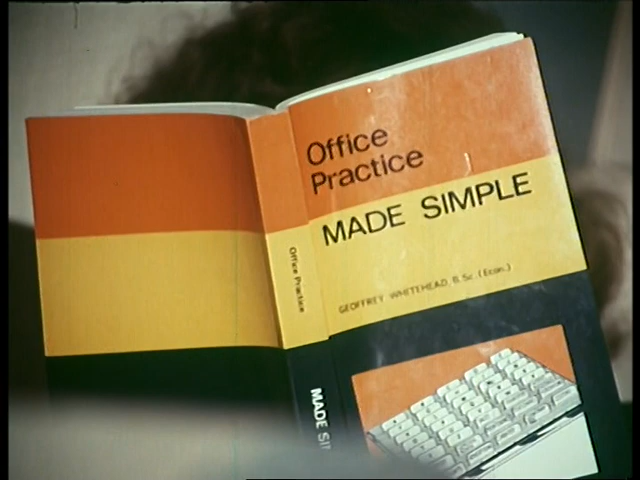 Office
Practice
MADE SIMPLE
GEOFFREY WHITEHEAD, B.Sc. (Econ.)
Office Practice
MADE SI